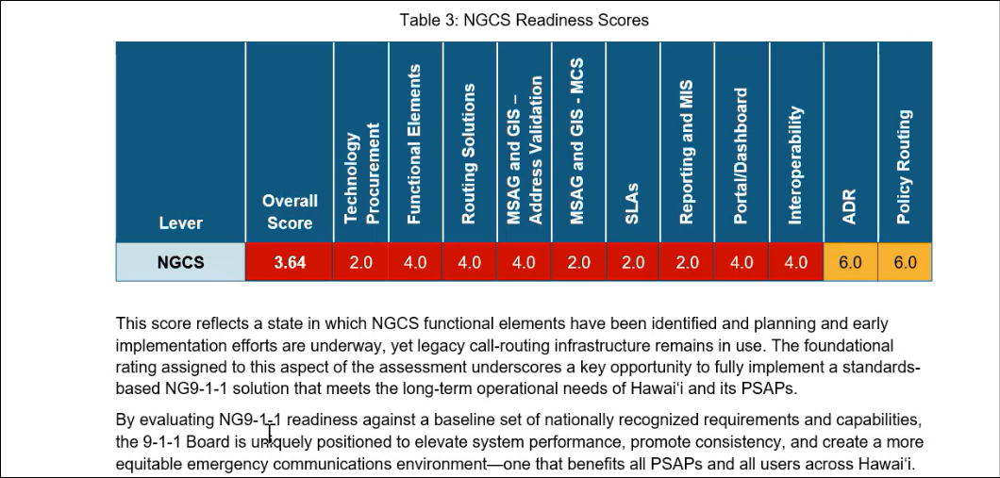 Table 3: NGCS Readiness Scores
Lever
Overall
Score
Technology
Procurement
Functional Elements
Routing Solutions
MSAG and GIS –
Address Validation
MSAG and GIS - MCS
SLAs
Reporting and MIS
Portal/Dashboard
Interoperability
ADR
Policy Routing
NGCS 3.64 2.0 4.0 4.0 4.0 2.0 2.0 2.0 4.0 4.0 6.0 6.0
This score reflects a state in which NGCS functional elements have been identified and planning and early
implementation efforts are underway, yet legacy call-routing infrastructure remains in use. The foundational
rating assigned to this aspect of the assessment underscores a key opportunity to fully implement a standards-
based NG9-1-1 solution that meets the long-term operational needs of Hawaiʻi and its PSAPs.
By evaluating NG9-1-1 readiness against a baseline set of nationally recognized requirements and capabilities,
the 9-1-1 Board is uniquely positioned to elevate system performance, promote consistency, and create a more
equitable emergency communications environment—one that benefits all PSAPs and all users across Hawaiʻi.